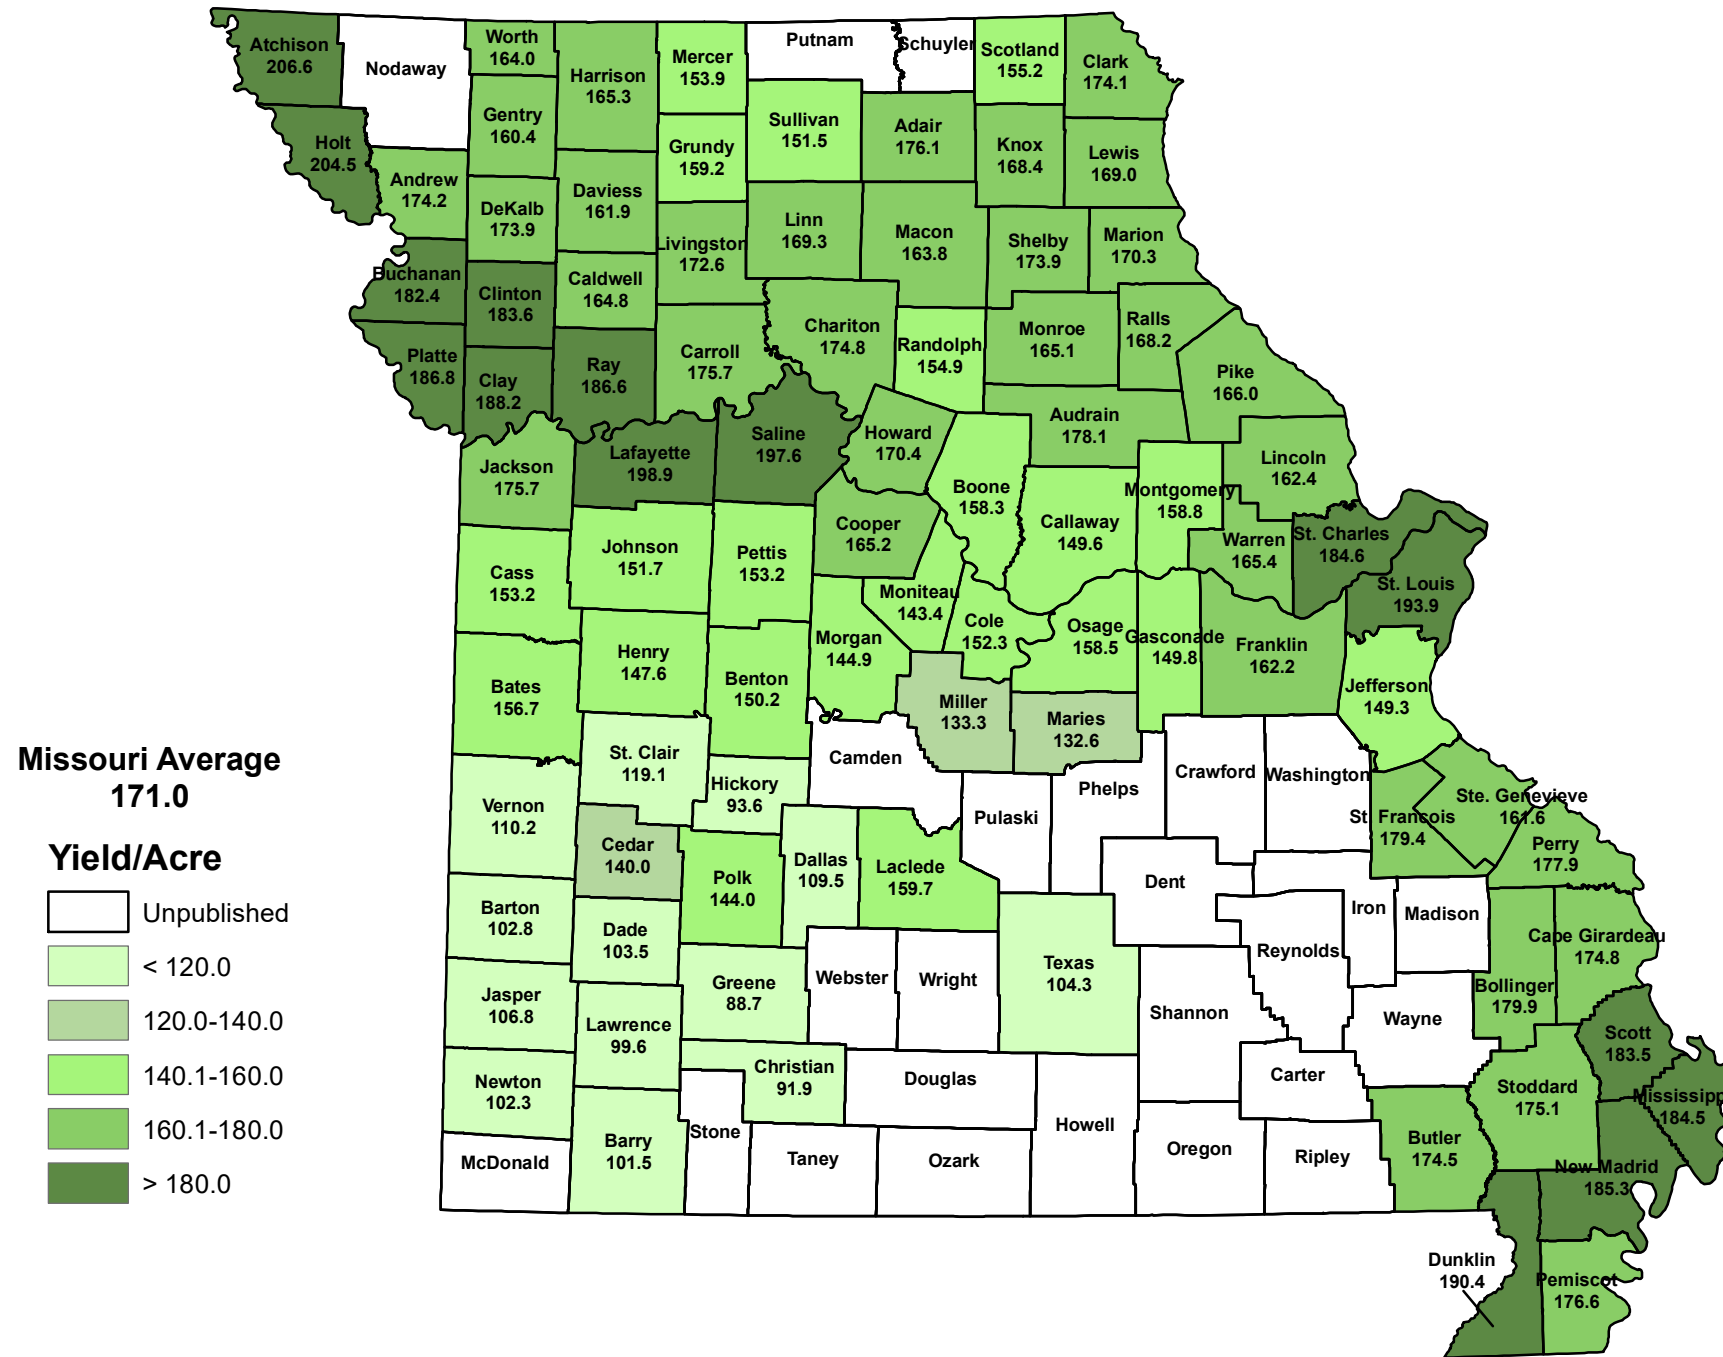 Atchison
206.6
Nodaway
Worth
164.0
Harrison
165.3
Mercer
153.9
Putnam
Schuyler
Scotland
155.2
Clark
174.1
Holt
204.5
Gentry
160.4
Grundy
159.2
Sullivan
151.5
Adair
176.1
Knox
168.4
Lewis
169.0
Andrew
174.2
DeKalb
173.9
Daviess
161.9
Livingston
172.6
Linn
169.3
Macon
163.8
Shelby
173.9
Marion
170.3
Buchanan
182.4
Clinton
183.6
Caldwell
164.8
Chariton
174.8
Randolph
154.9
Monroe
165.1
Ralls
168.2
Platte
186.8
Clay
188.2
Ray
186.6
Carroll
175.7
Pike
166.0
Audrain
178.1
Jackson
175.7
Lafayette
198.9
Saline
197.6
Howard
170.4
Boone
158.3
Callaway
149.6
Montgomery
158.8
Lincoln
162.4
Cooper
165.2
Warren
165.4
St. Charles
184.6
St. Louis
193.9
Cass
153.2
Johnson
151.7
Pettis
153.2
Moniteau
143.4
Morgan
144.9
Cole
152.3
Osage
158.5
Gasconade
149.8
Franklin
162.2
Jefferson
149.3
Bates
156.7
Henry
147.6
Benton
150.2
Miller
133.3
Maries
132.6
Missouri Average
171.0
St. Clair
119.1
Camden
Phelps
Crawford
Washington
Vernon
110.2
Hickory
93.6
Pulaski
St. Francois
179.4
Ste. Genevieve
161.6
Perry
177.9
Yield/Acre
Unpublished
< 120.0
120.0-140.0
140.1-160.0
160.1-180.0
> 180.0
Cedar
140.0
Polk
144.0
Dallas
109.5
Laclede
159.7
Dent
Iron
Madison
Barton
102.8
Dade
103.5
Greene
88.7
Webster
Wright
Texas
104.3
Reynolds
Cape Girardeau
174.8
Bollinger
179.9
Jasper
106.8
Lawrence
99.6
Shannon
Wayne
Scott
183.5
Newton
102.3
Christian
91.9
Douglas
Carter
Stoddard
175.1
Mississipp
184.5
McDonald
Barry
101.5
Stone
Taney
Ozark
Howell
Oregon
Ripley
Butler
174.5
New Madrid
185.3
Dunklin
190.4
Pemiscot
176.6